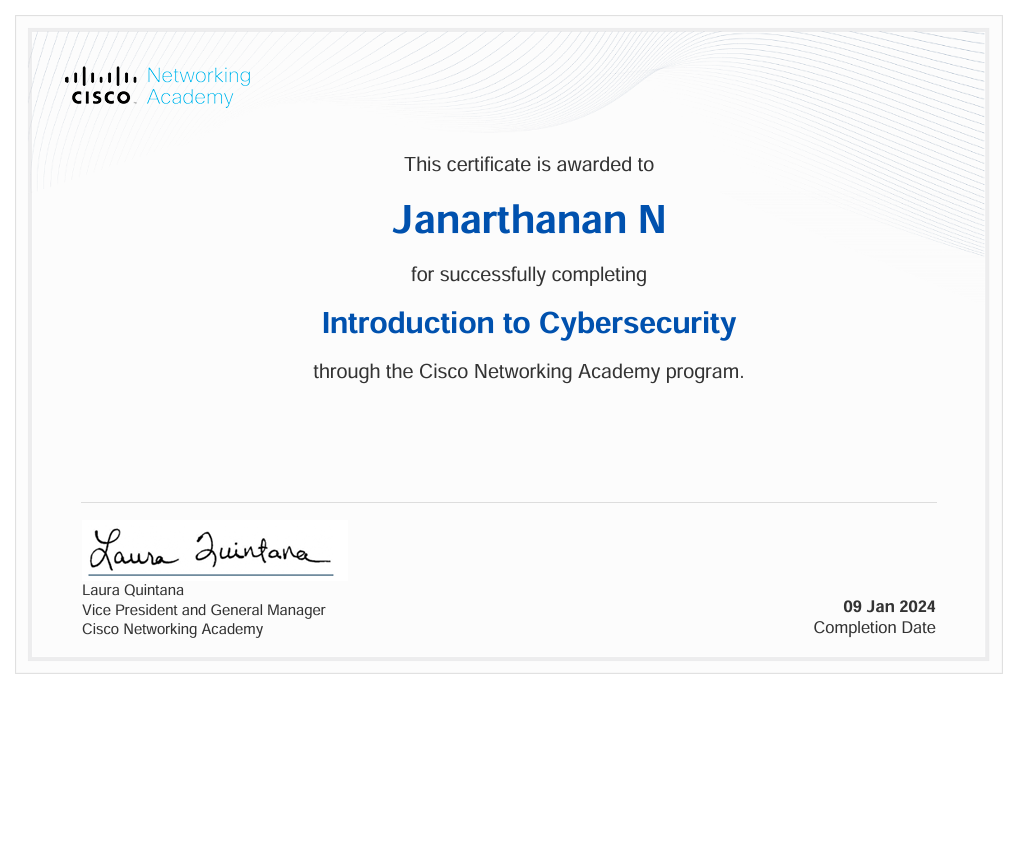 Networking
CISCO Academy
This certificate is awarded to
Janarthanan N
for successfully completing
Introduction to Cybersecurity
through the Cisco Networking Academy program.
Laura Quintana
Laura Quintana
Vice President and General Manager
Cisco Networking Academy
09 Jan 2024
Completion Date